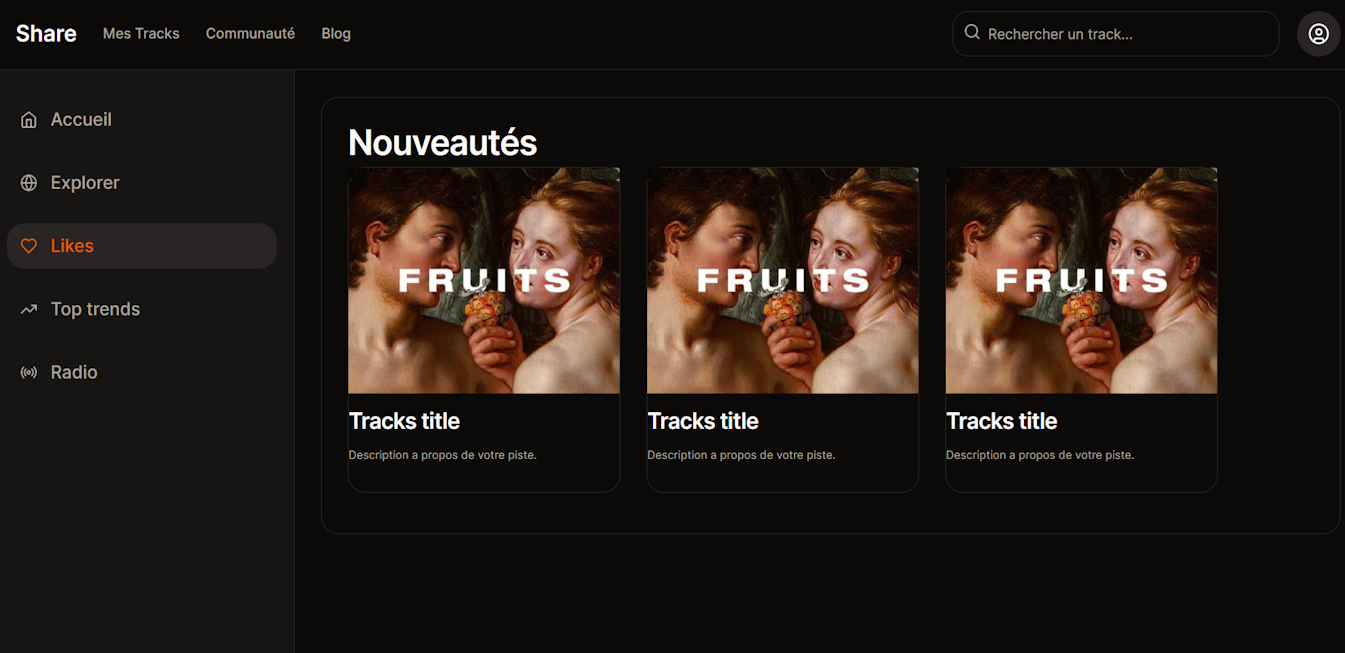 Share Mes Tracks Communauté Blog Rechercher un track...
Accueil
Explorer
Likes
Top trends
Radio
Nouveautés
FRUITS FRUITS FRUITS
Tracks title Tracks title Tracks title
Description a propos de votre piste. Description a propos de votre piste. Description a propos de votre piste.